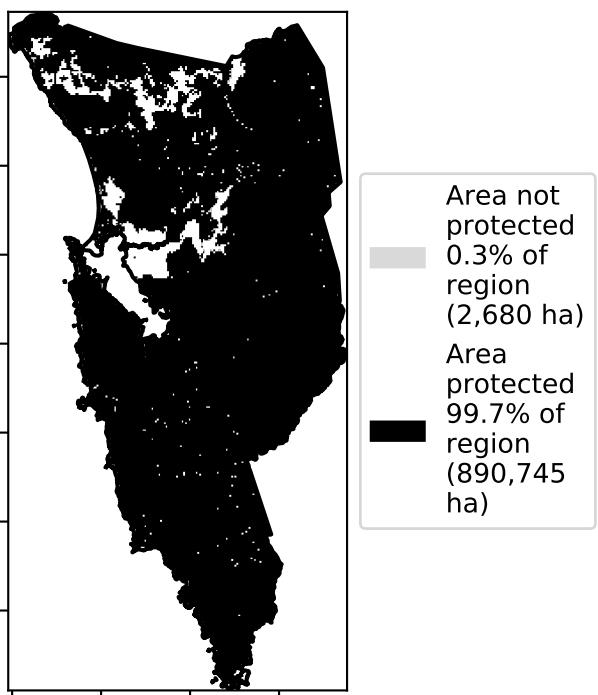 Area not
protected
0.3% of
region
(2,680 ha)
Area
protected
99.7% of
region
(890,745
ha)